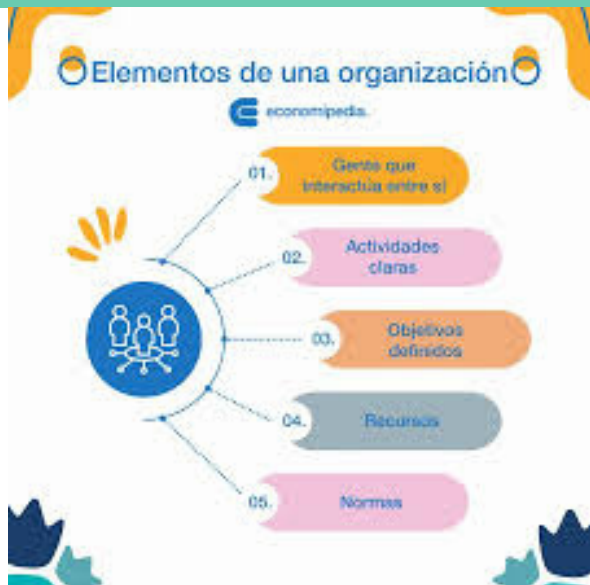 Elementos de una organización
economipedia.
01.
Gente que
interactúa entre sí
02.
Actividades
claras
03.
Objetivos
definidos
04.
Recursos
05.
Normas